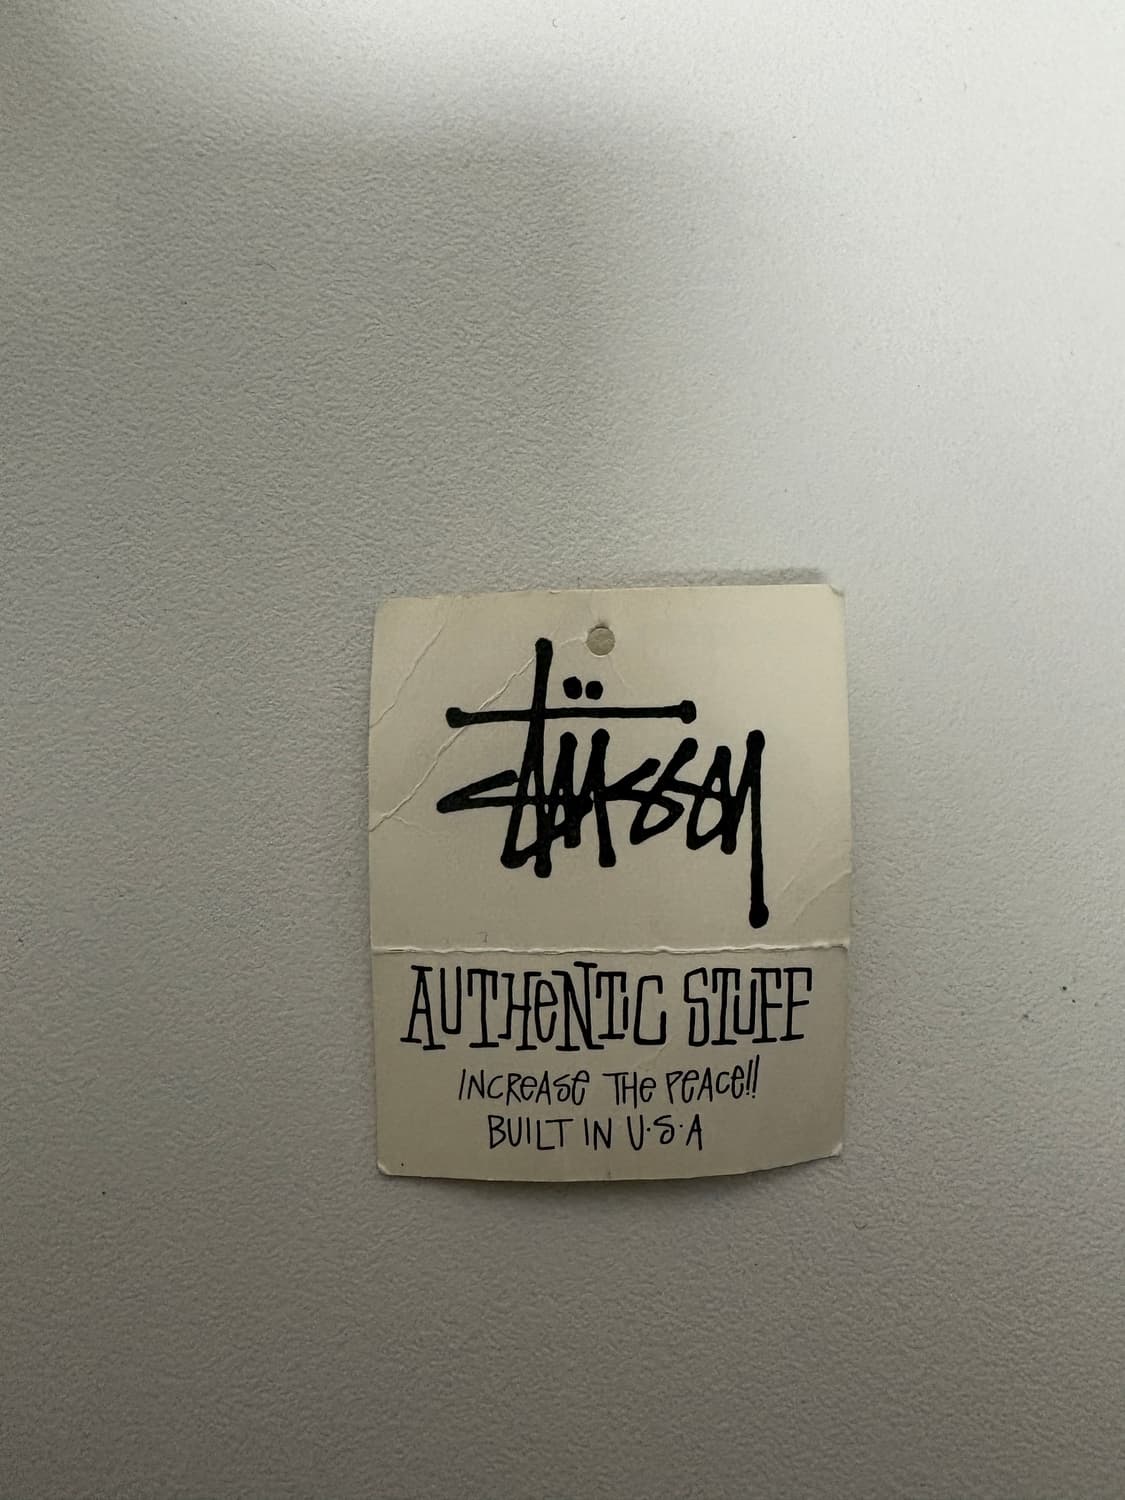 stüssy
AUTHeNTiC STUFF
INCReASe THe PeACe!!
BUILT IN U·S·A